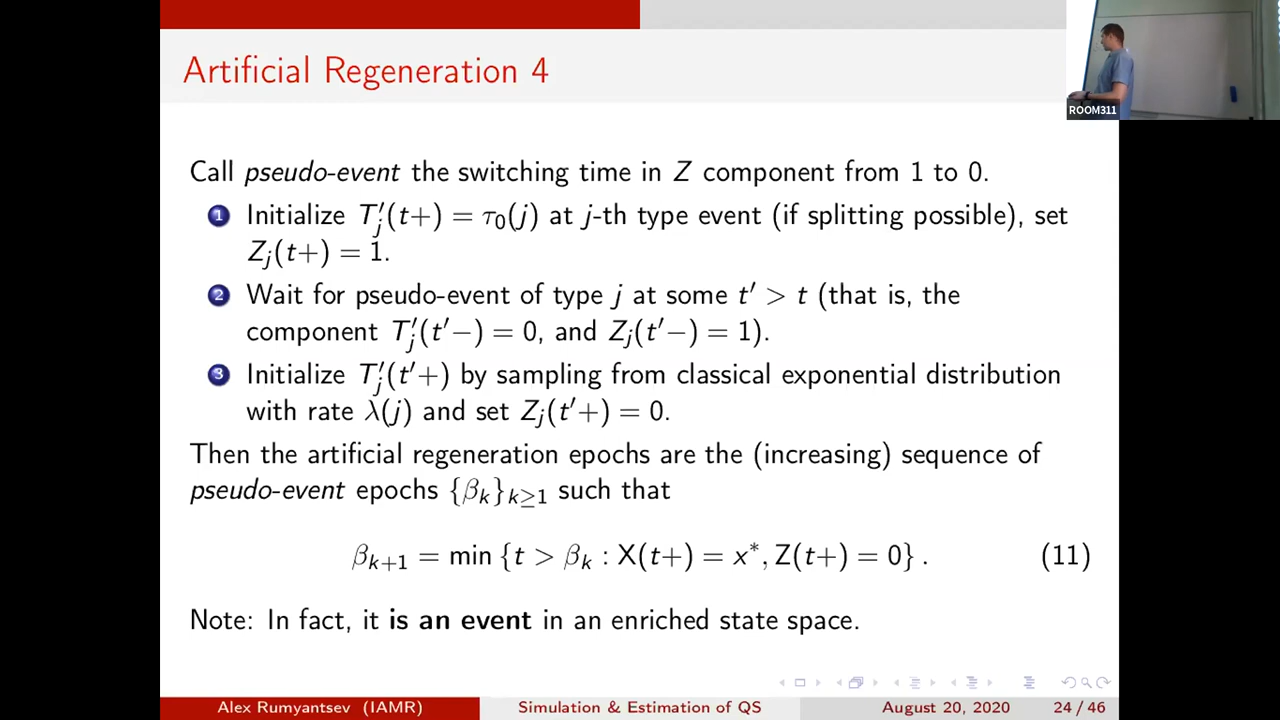 ROOM311
Artificial Regeneration 4
Call pseudo-event the switching time in Z component from 1 to 0.
1 Initialize T′ⱼ(t+) = τ₀(j) at j-th type event (if splitting possible), set
Zⱼ(t+) = 1.
2 Wait for pseudo-event of type j at some t′ > t (that is, the
component T′ⱼ(t′−) = 0, and Zⱼ(t′−) = 1).
3 Initialize T′ⱼ(t′+) by sampling from classical exponential distribution
with rate λ(j) and set Zⱼ(t′+) = 0.
Then the artificial regeneration epochs are the (increasing) sequence of
pseudo-event epochs {βₖ}ₖ≥₁ such that
βₖ₊₁ = min {t > βₖ : X(t+) = x*, Z(t+) = 0} . (11)
Note: In fact, it is an event in an enriched state space.
Alex Rumyantsev (IAMR) Simulation & Estimation of QS August 20, 2020 24 / 46